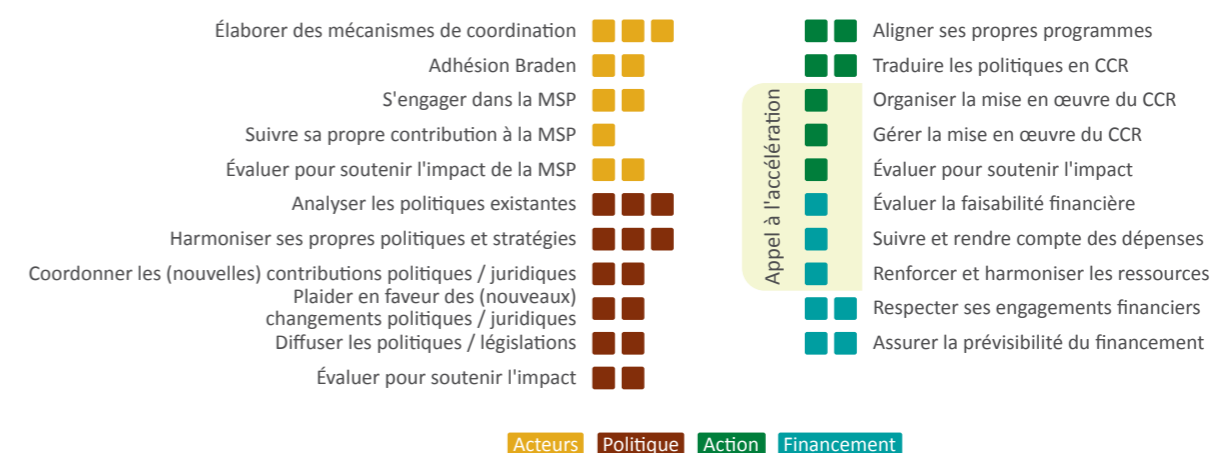 Élaborer des mécanismes de coordination
Adhésion Braden
S'engager dans la MSP
Suivre sa propre contribution à la MSP
Évaluer pour soutenir l'impact de la MSP
Analyser les politiques existantes
Harmoniser ses propres politiques et stratégies
Coordonner les (nouvelles) contributions politiques / juridiques
Plaider en faveur des (nouveaux)
changements politiques / juridiques
Diffuser les politiques / législations
Évaluer pour soutenir l'impact
Appel à l'accélération
Aligner ses propres programmes
Traduire les politiques en CCR
Organiser la mise en œuvre du CCR
Gérer la mise en œuvre du CCR
Évaluer pour soutenir l'impact
Évaluer la faisabilité financière
Suivre et rendre compte des dépenses
Renforcer et harmoniser les ressources
Respecter ses engagements financiers
Assurer la prévisibilité du financement
Acteurs Politique Action Financement